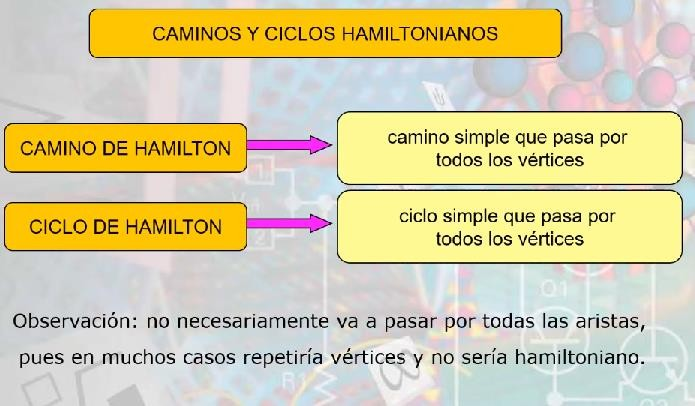 CAMINOS Y CICLOS HAMILTONIANOS
CAMINO DE HAMILTON
camino simple que pasa por
todos los vértices
CICLO DE HAMILTON
ciclo simple que pasa por
todos los vértices
Observación: no necesariamente va a pasar por todas las aristas,
pues en muchos casos repetiría vértices y no sería hamiltoniano.
Q1
R1